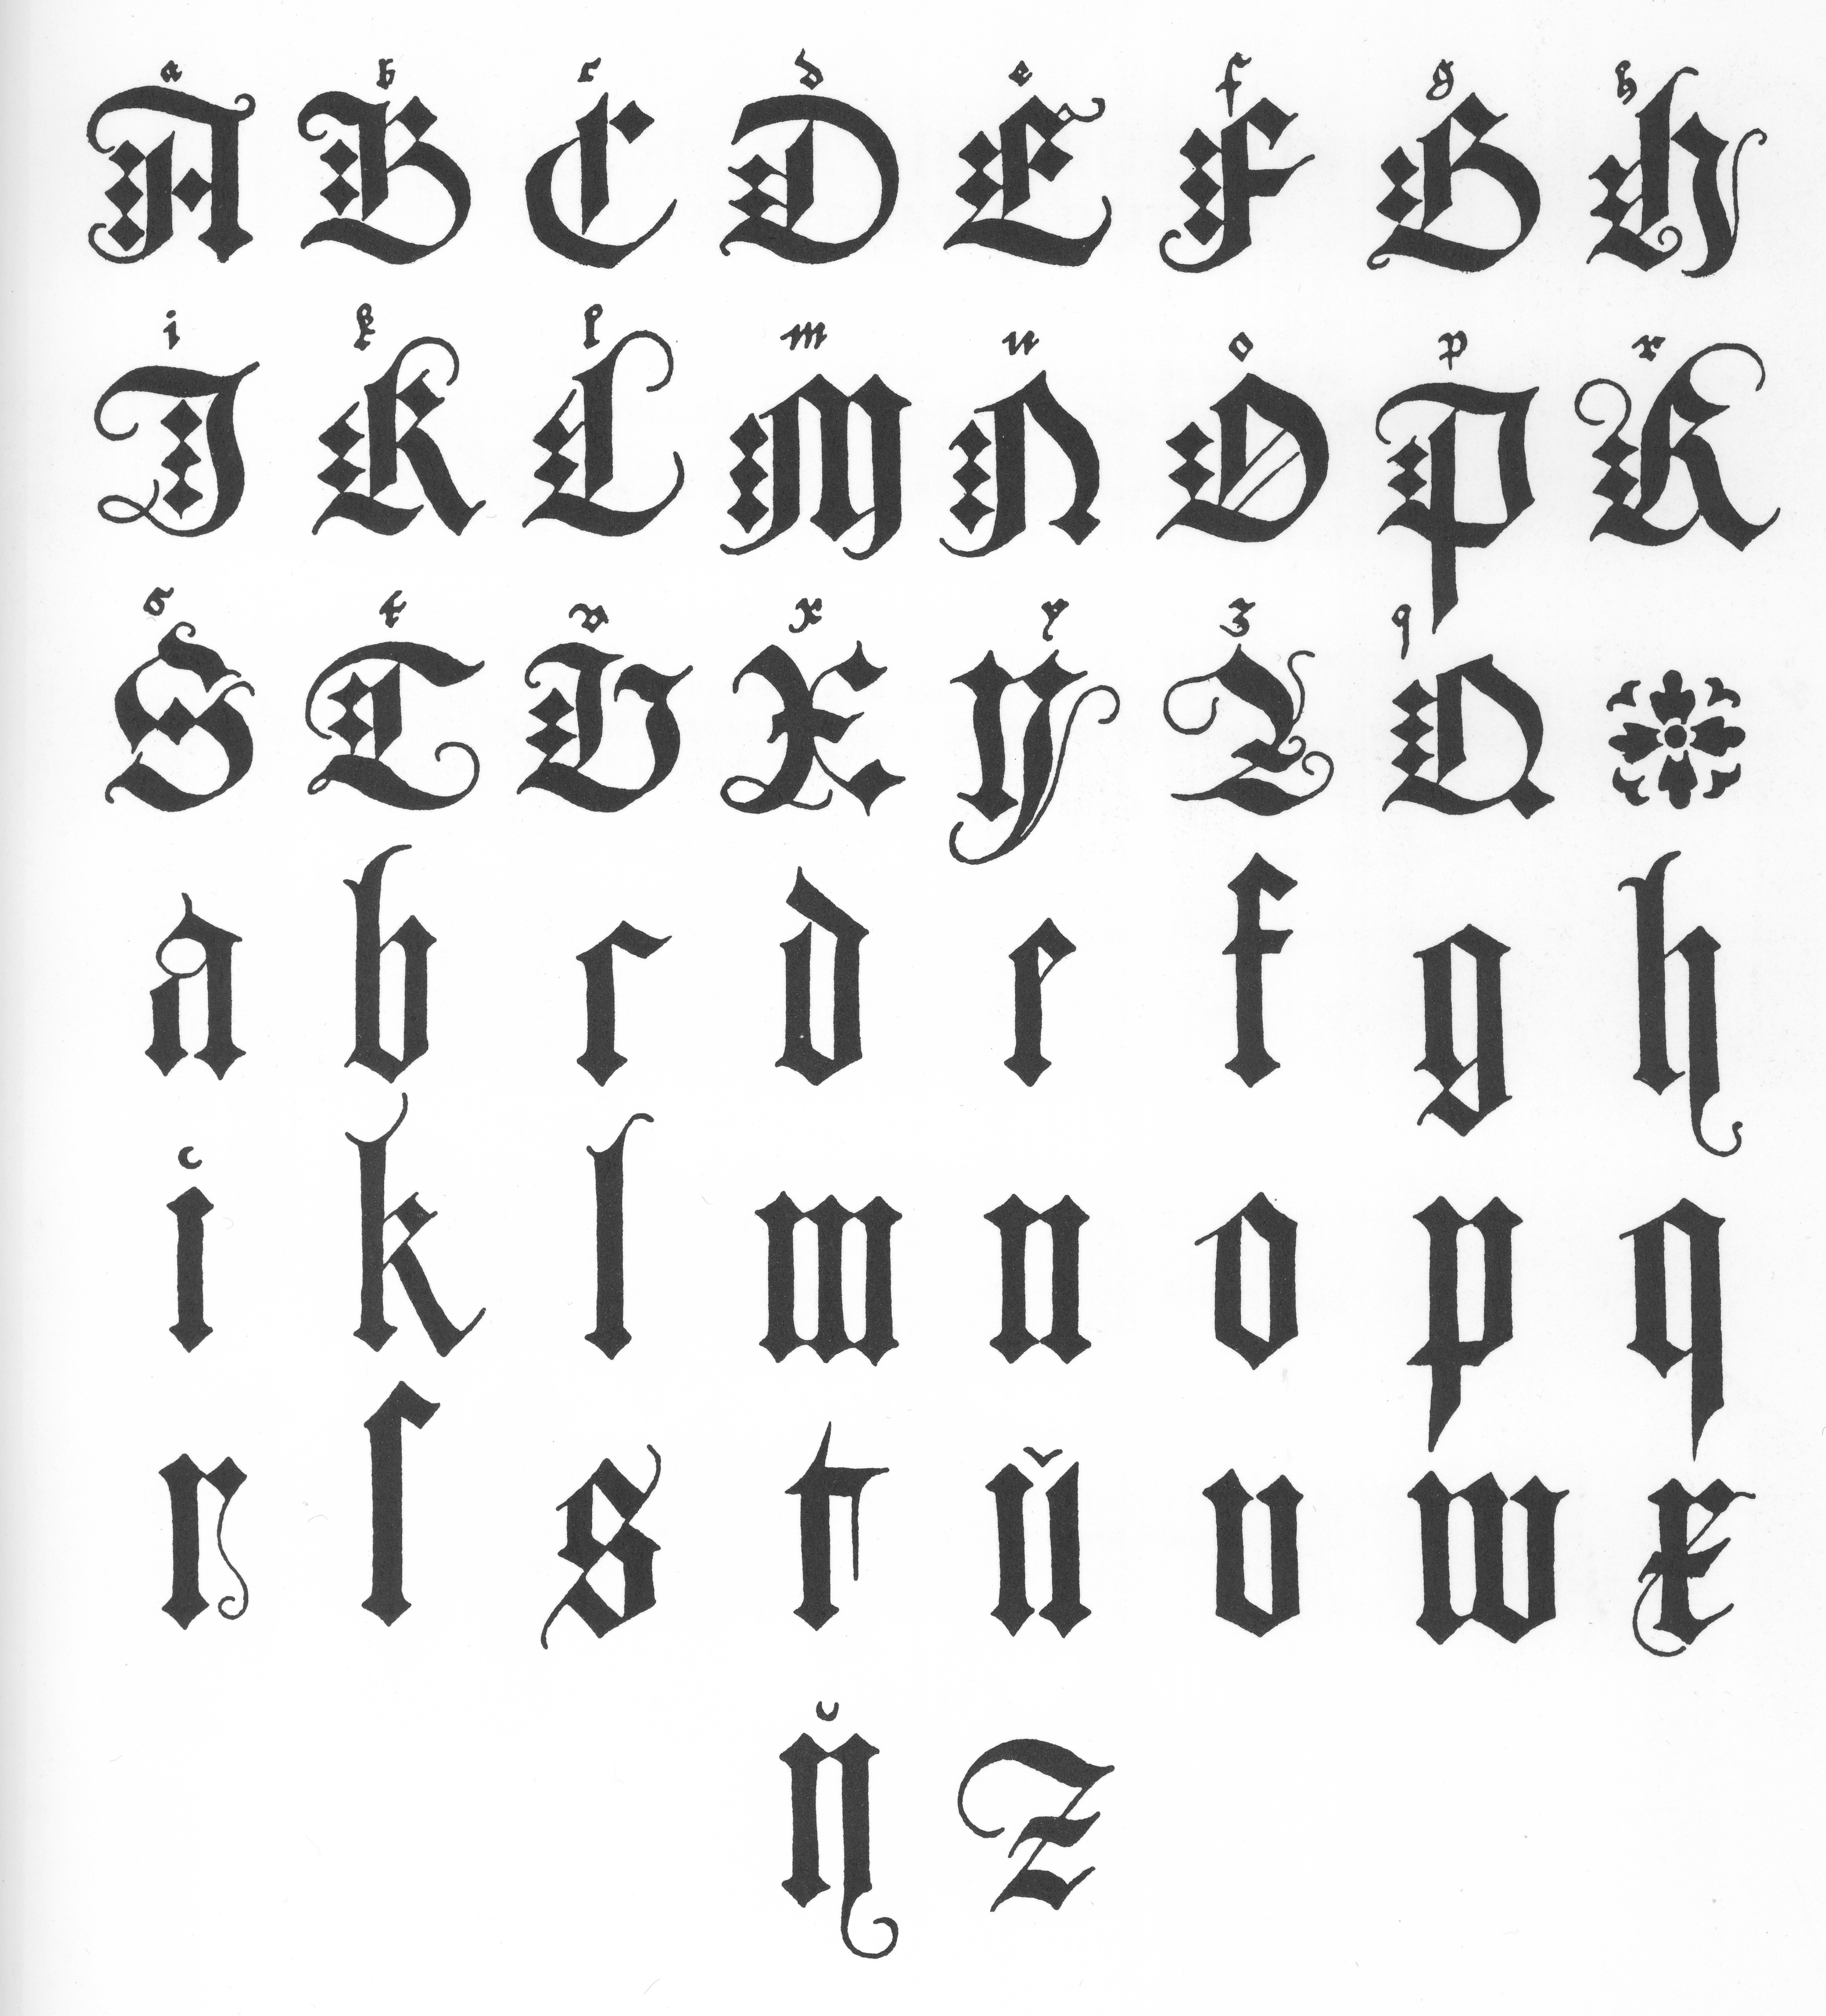 a b c d e f g h
A B C D E F G H
i k l m n o p r
I K L M N O P R
s t v x y z q
S T V X Y Z Q
a b c d e f g h
i k l m n o p q
r ſ s t u v w x
y z